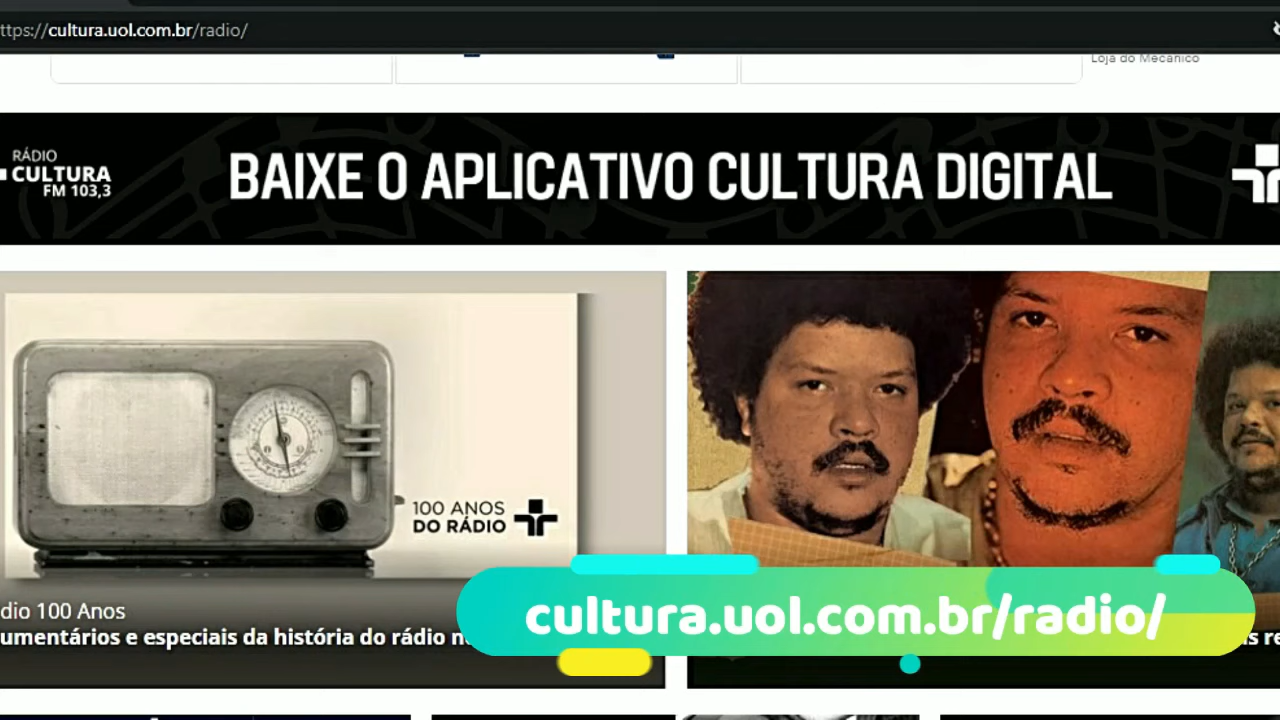 ttps://cultura.uol.com.br/radio/
Loja do Mecânico
RÁDIO
CULTURA
FM 103,3
BAIXE O APLICATIVO CULTURA DIGITAL
100 ANOS
DO RÁDIO
dio 100 Anos
umentários e especiais da história do rádio
cultura.uol.com.br/radio/